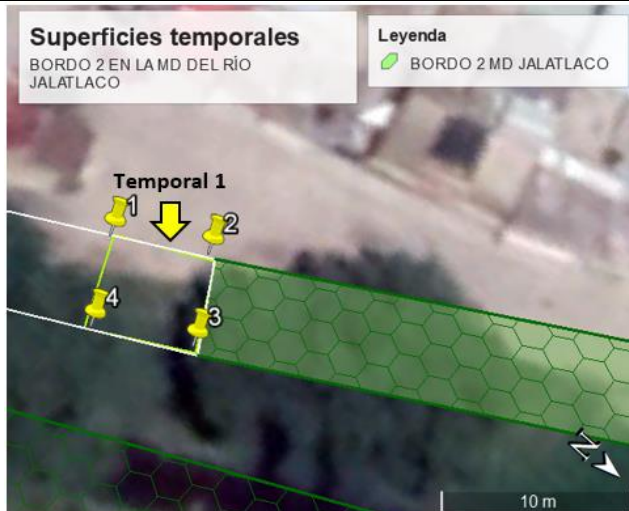 Superficies temporales
BORDO 2 EN LA MD DEL RÍO
JALATLACO
Leyenda
BORDO 2 MD JALATLACO
Temporal 1
1
2
4
3
N
10 m